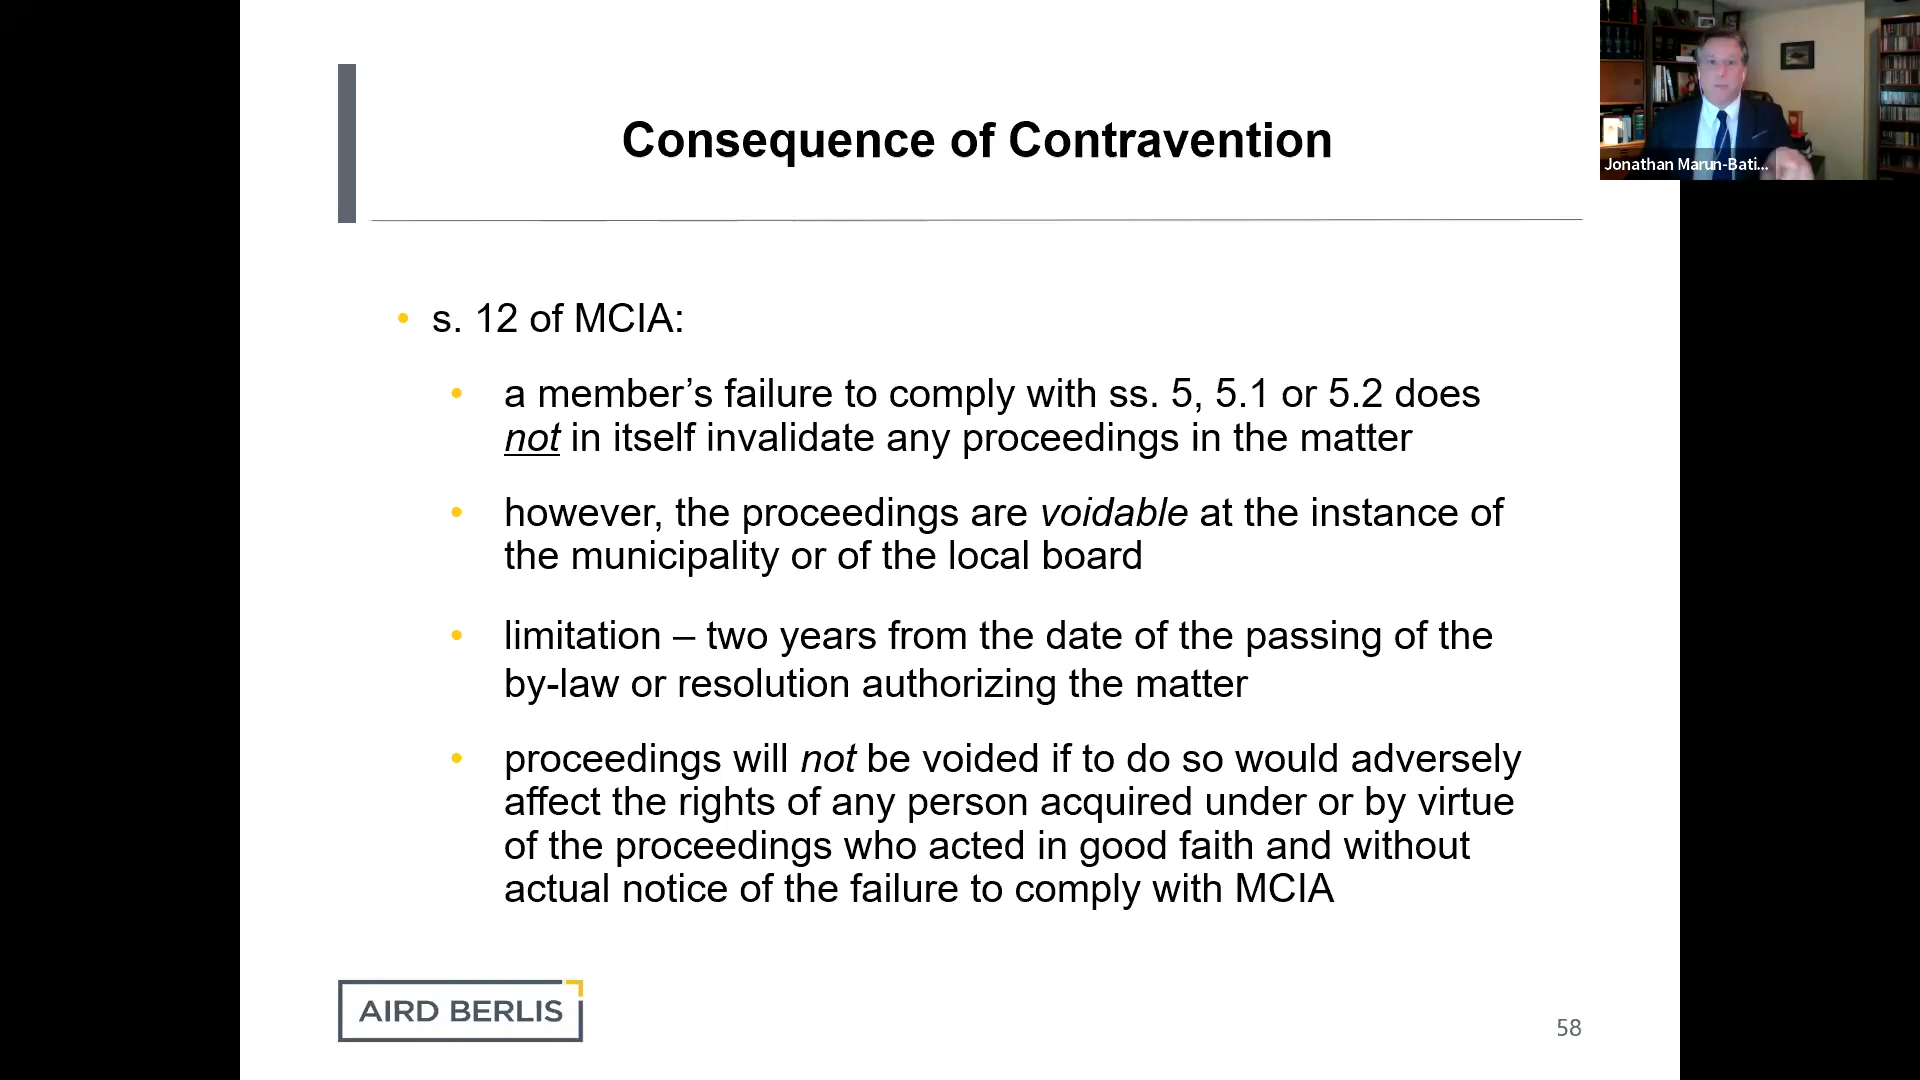 Consequence of Contravention
Jonathan Marun-Bati...
• s. 12 of MCIA:
• a member’s failure to comply with ss. 5, 5.1 or 5.2 does
not in itself invalidate any proceedings in the matter
• however, the proceedings are voidable at the instance of
the municipality or of the local board
• limitation – two years from the date of the passing of the
by-law or resolution authorizing the matter
• proceedings will not be voided if to do so would adversely
affect the rights of any person acquired under or by virtue
of the proceedings who acted in good faith and without
actual notice of the failure to comply with MCIA
AIRD BERLIS
58